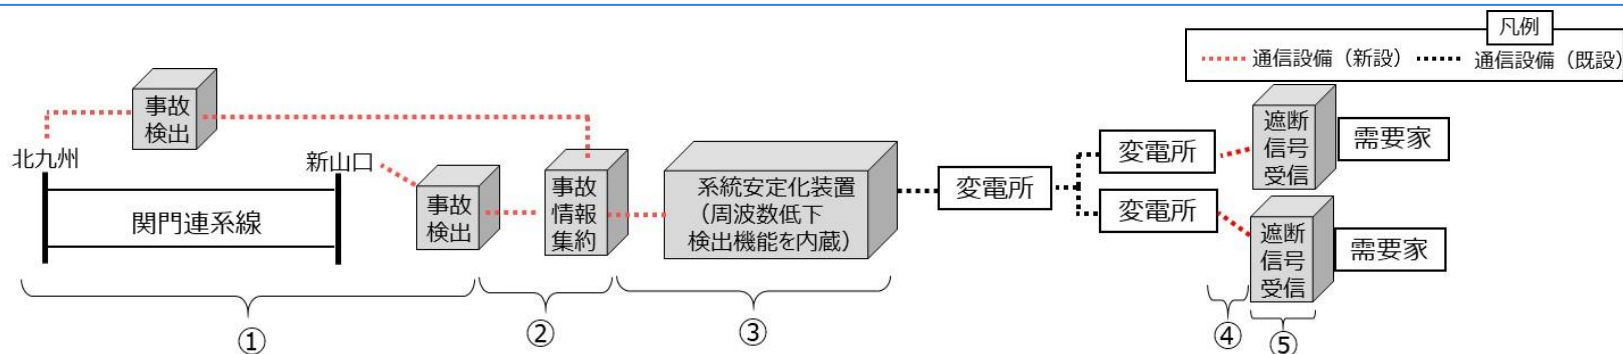 凡例
通信設備（新設）
通信設備（既設）
事故
検出
北九州
新山口
関門連系線
事故
検出
事故
情報
集約
系統安定化装置
（周波数低下
検出機能を内蔵）
変電所
変電所
変電所
遮断
信号
受信
需要家
遮断
信号
受信
需要家
①
②
③
④
⑤